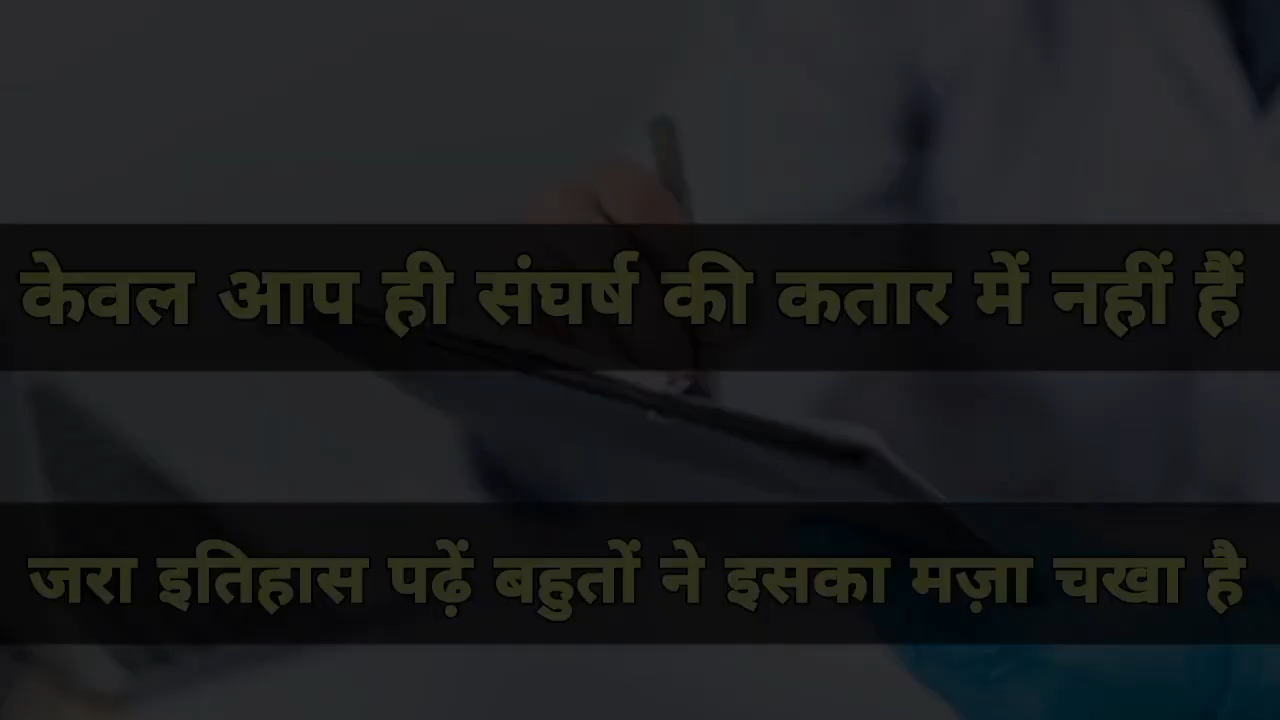 केवल आप ही संघर्ष की कतार में नहीं हैं
जरा इतिहास पढ़ें बहुतों ने इसका मज़ा चखा है